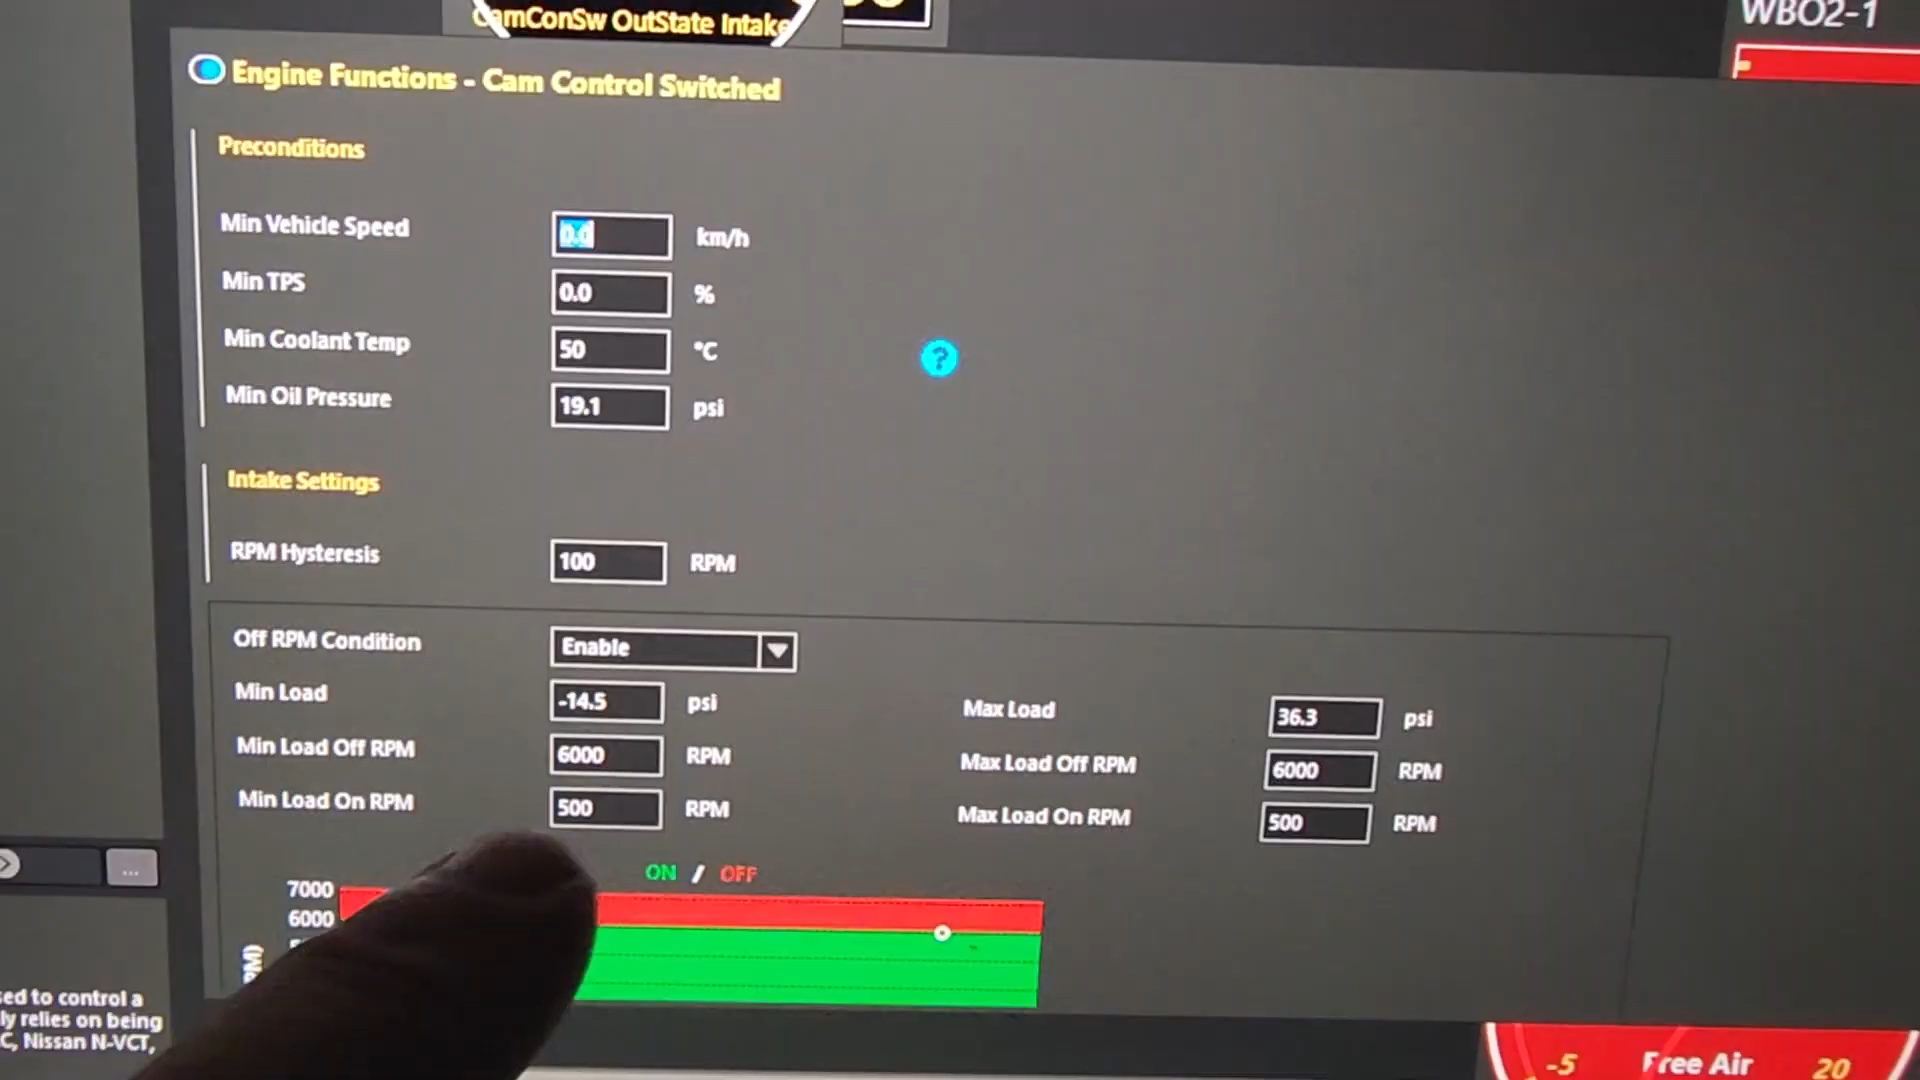 CamConSw OutState Intake
WBO2-1
Engine Functions - Cam Control Switched
Preconditions
Min Vehicle Speed 0.0 km/h
Min TPS 0.0 %
Min Coolant Temp 50 °C
?
Min Oil Pressure 19.1 psi
Intake Settings
RPM Hysteresis 100 RPM
Off RPM Condition Enable
Min Load -14.5 psi Max Load 36.3 psi
Min Load Off RPM 6000 RPM Max Load Off RPM 6000 RPM
Min Load On RPM 500 RPM Max Load On RPM 500 RPM
...
ON / OFF
7000
6000
to control a
relies on being
Nissan N-VCT,
-5 Free Air 20